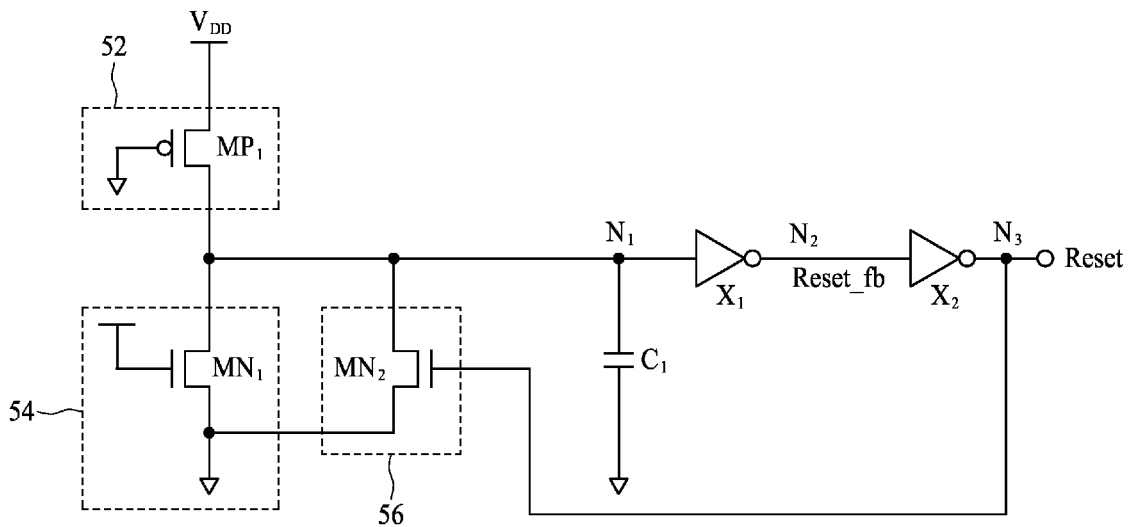 V_DD
52
MP_1
N_1
N_2
N_3
Reset
Reset_fb
X_1
X_2
MN_1
MN_2
C_1
54
56